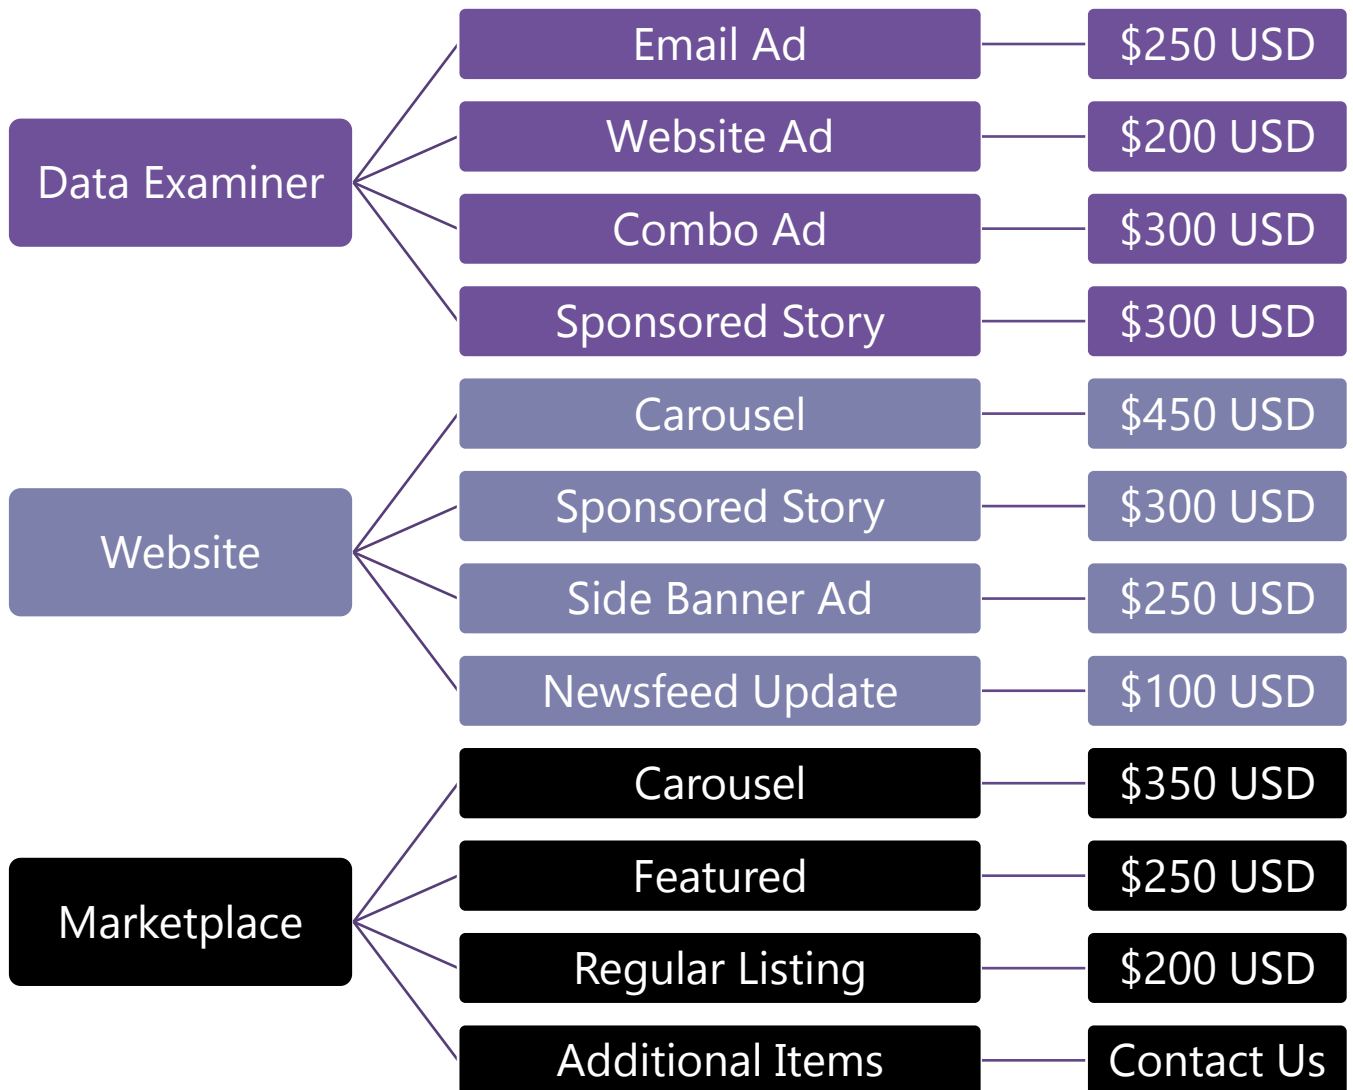 Data Examiner
Email Ad
$250 USD
Website Ad
$200 USD
Combo Ad
$300 USD
Sponsored Story
$300 USD
Website
Carousel
$450 USD
Sponsored Story
$300 USD
Side Banner Ad
$250 USD
Newsfeed Update
$100 USD
Marketplace
Carousel
$350 USD
Featured
$250 USD
Regular Listing
$200 USD
Additional Items
Contact Us